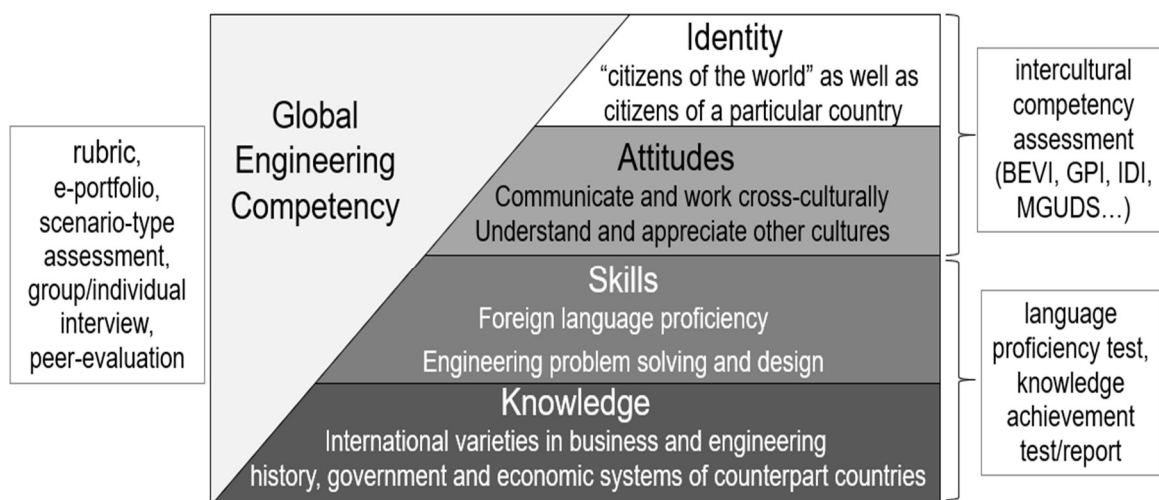 rubric,
e-portfolio,
scenario-type
assessment,
group/individual
interview,
peer-evaluation
Global
Engineering
Competency
Identity
“citizens of the world” as well as
citizens of a particular country
Attitudes
Communicate and work cross-culturally
Understand and appreciate other cultures
Skills
Foreign language proficiency
Engineering problem solving and design
Knowledge
International varieties in business and engineering
history, government and economic systems of counterpart countries
intercultural
competency
assessment
(BEVI, GPI, IDI,
MGUDS…)
language
proficiency test,
knowledge
achievement
test/report